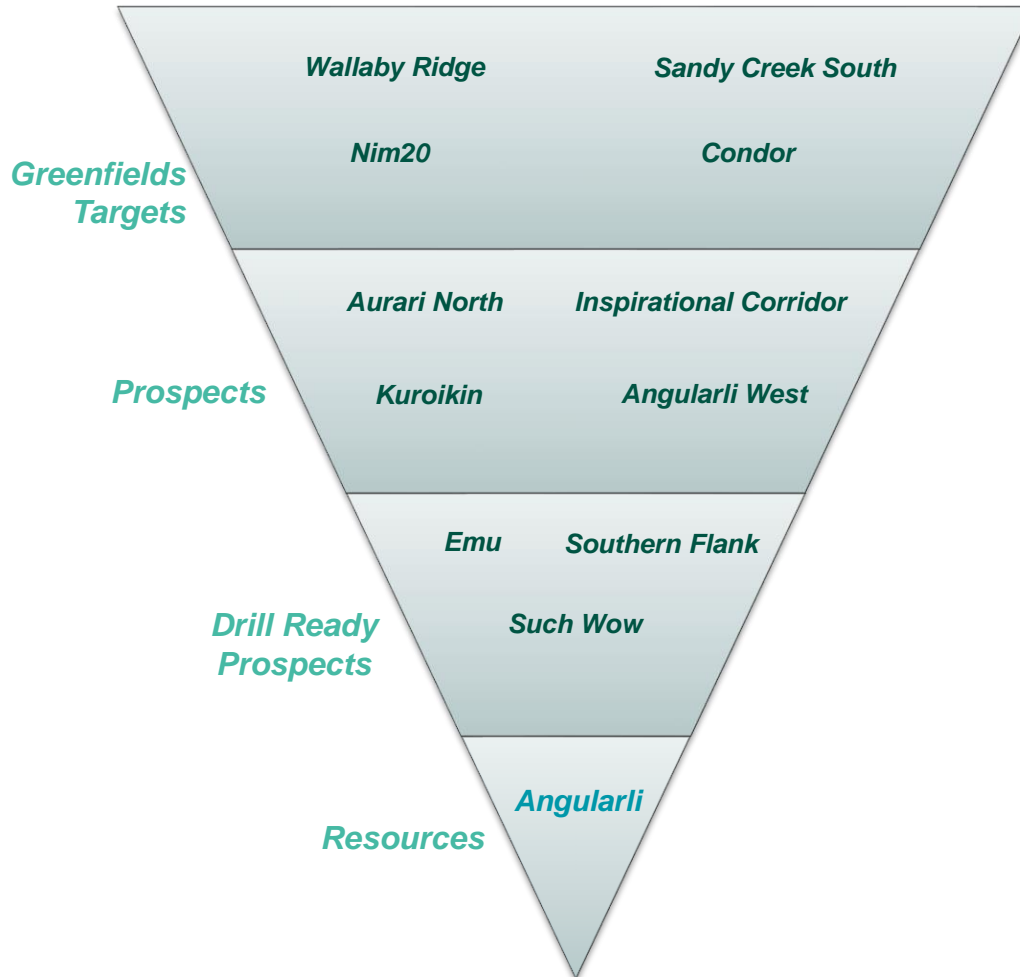 Wallaby Ridge
Sandy Creek South
Nim20
Condor
Greenfields
Targets
Aurari North
Inspirational Corridor
Prospects
Kuroikin
Angularli West
Emu
Southern Flank
Such Wow
Drill Ready
Prospects
Angularli
Resources